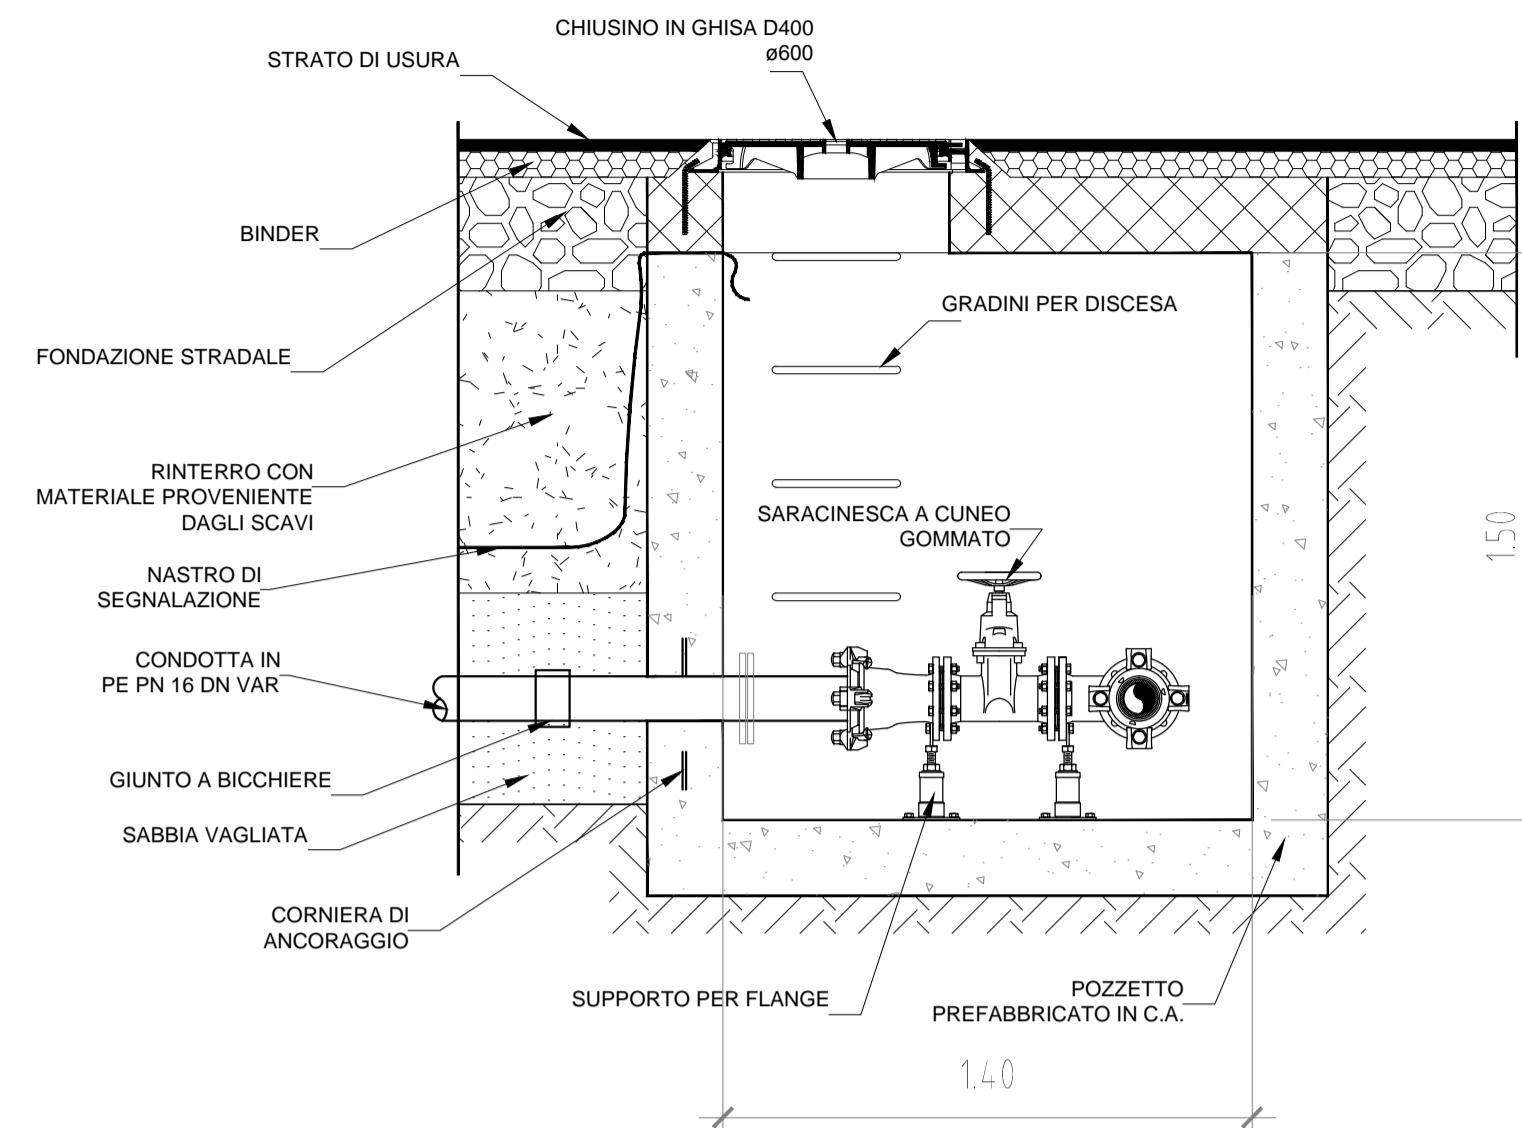 CHIUSINO IN GHISA D400
ø600
STRATO DI USURA
BINDER
GRADINI PER DISCESA
FONDAZIONE STRADALE
RINTERRO CON
MATERIALE PROVENIENTE
DAGLI SCAVI
SARACINESCA A CUNEO
GOMMATO
1.50
NASTRO DI
SEGNALAZIONE
CONDOTTA IN
PE PN 16 DN VAR
GIUNTO A BICCHIERE
SABBIA VAGLIATA
CORNIERA DI
ANCORAGGIO
SUPPORTO PER FLANGE
POZZETTO
PREFABBRICATO IN C.A.
1.40